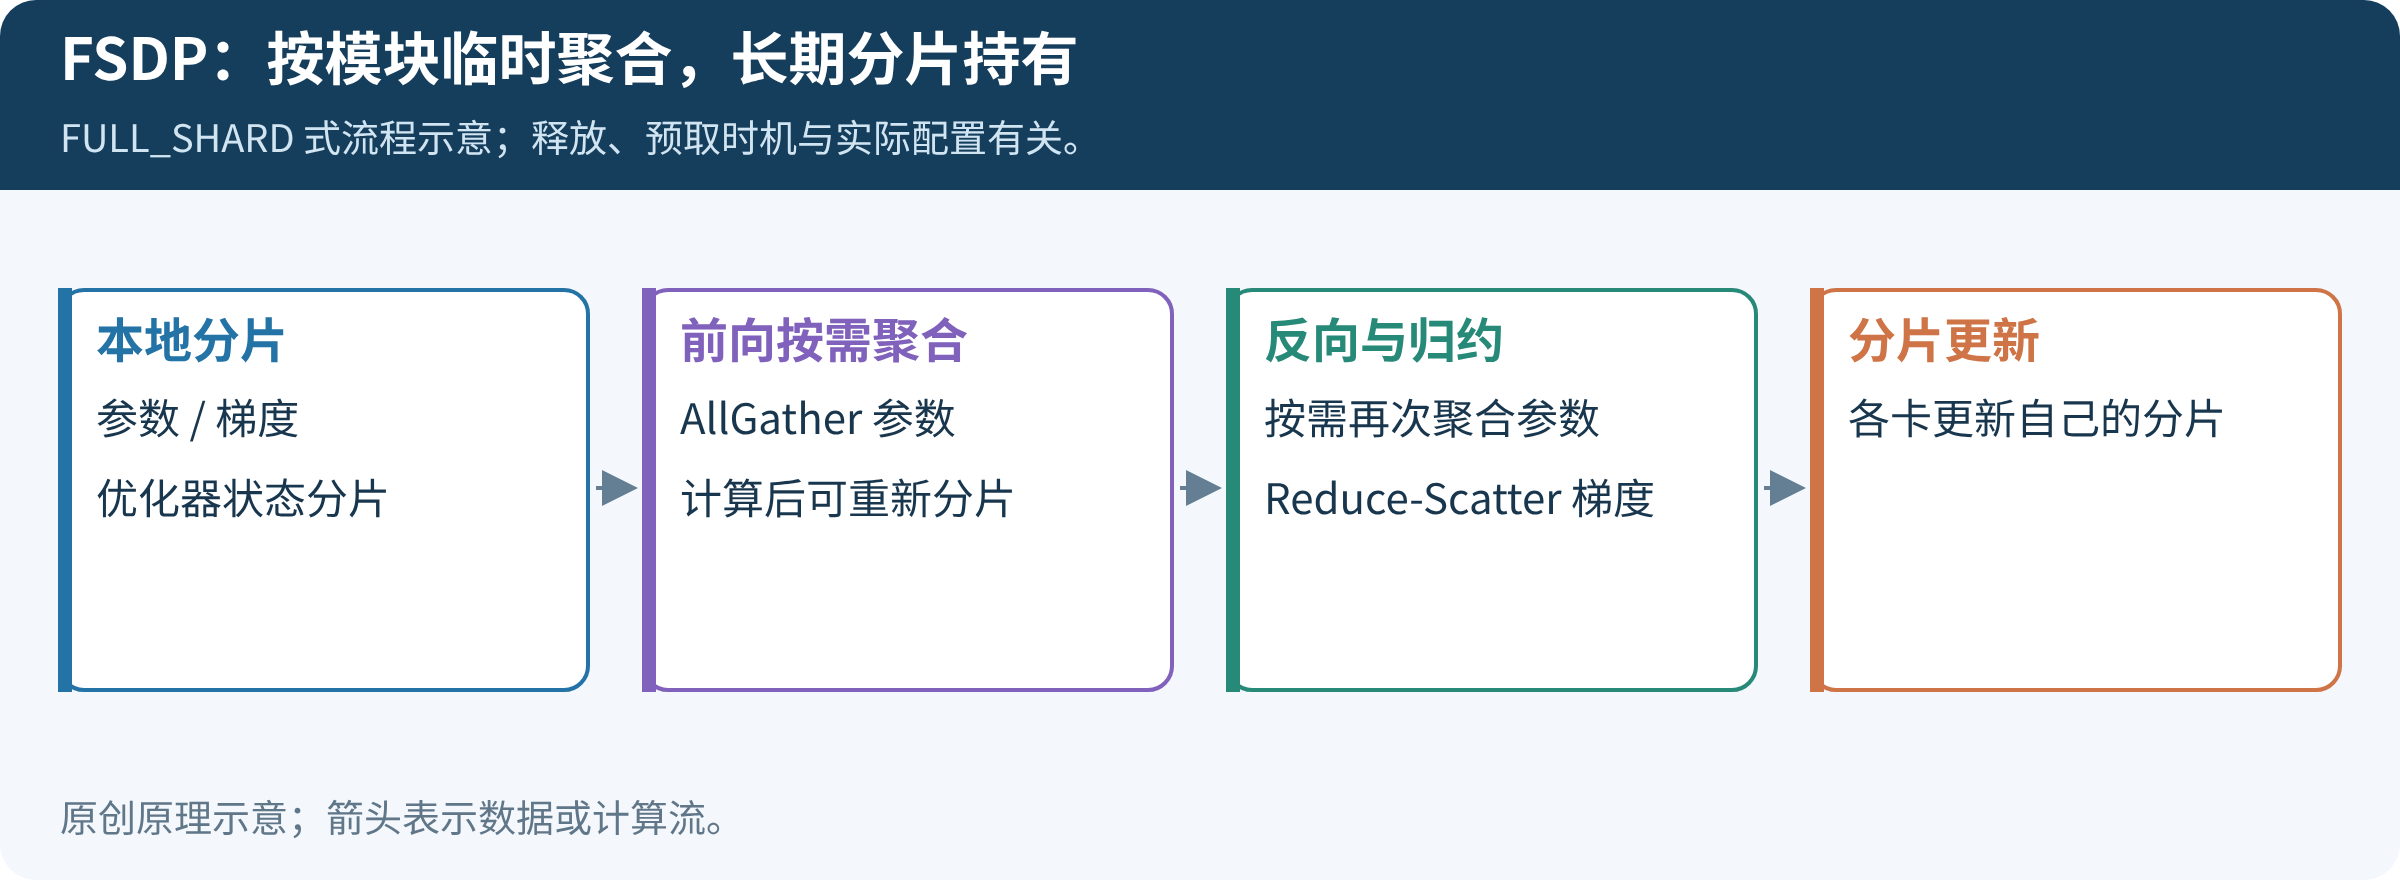 FSDP：按模块临时聚合，长期分片持有
FULL_SHARD 式流程示意；释放、预取时机与实际配置有关。
本地分片
参数 / 梯度
优化器状态分片
前向按需聚合
AllGather 参数
计算后可重新分片
反向与归约
按需再次聚合参数
Reduce-Scatter 梯度
分片更新
各卡更新自己的分片
原创原理示意；箭头表示数据或计算流。